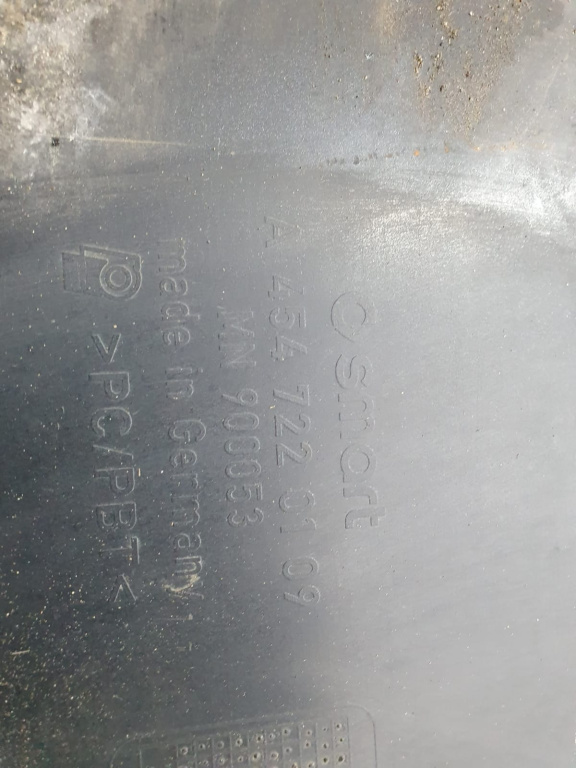 smart
A 454 722 01 09
MN 900053
made in Germany
>PC/PBT<